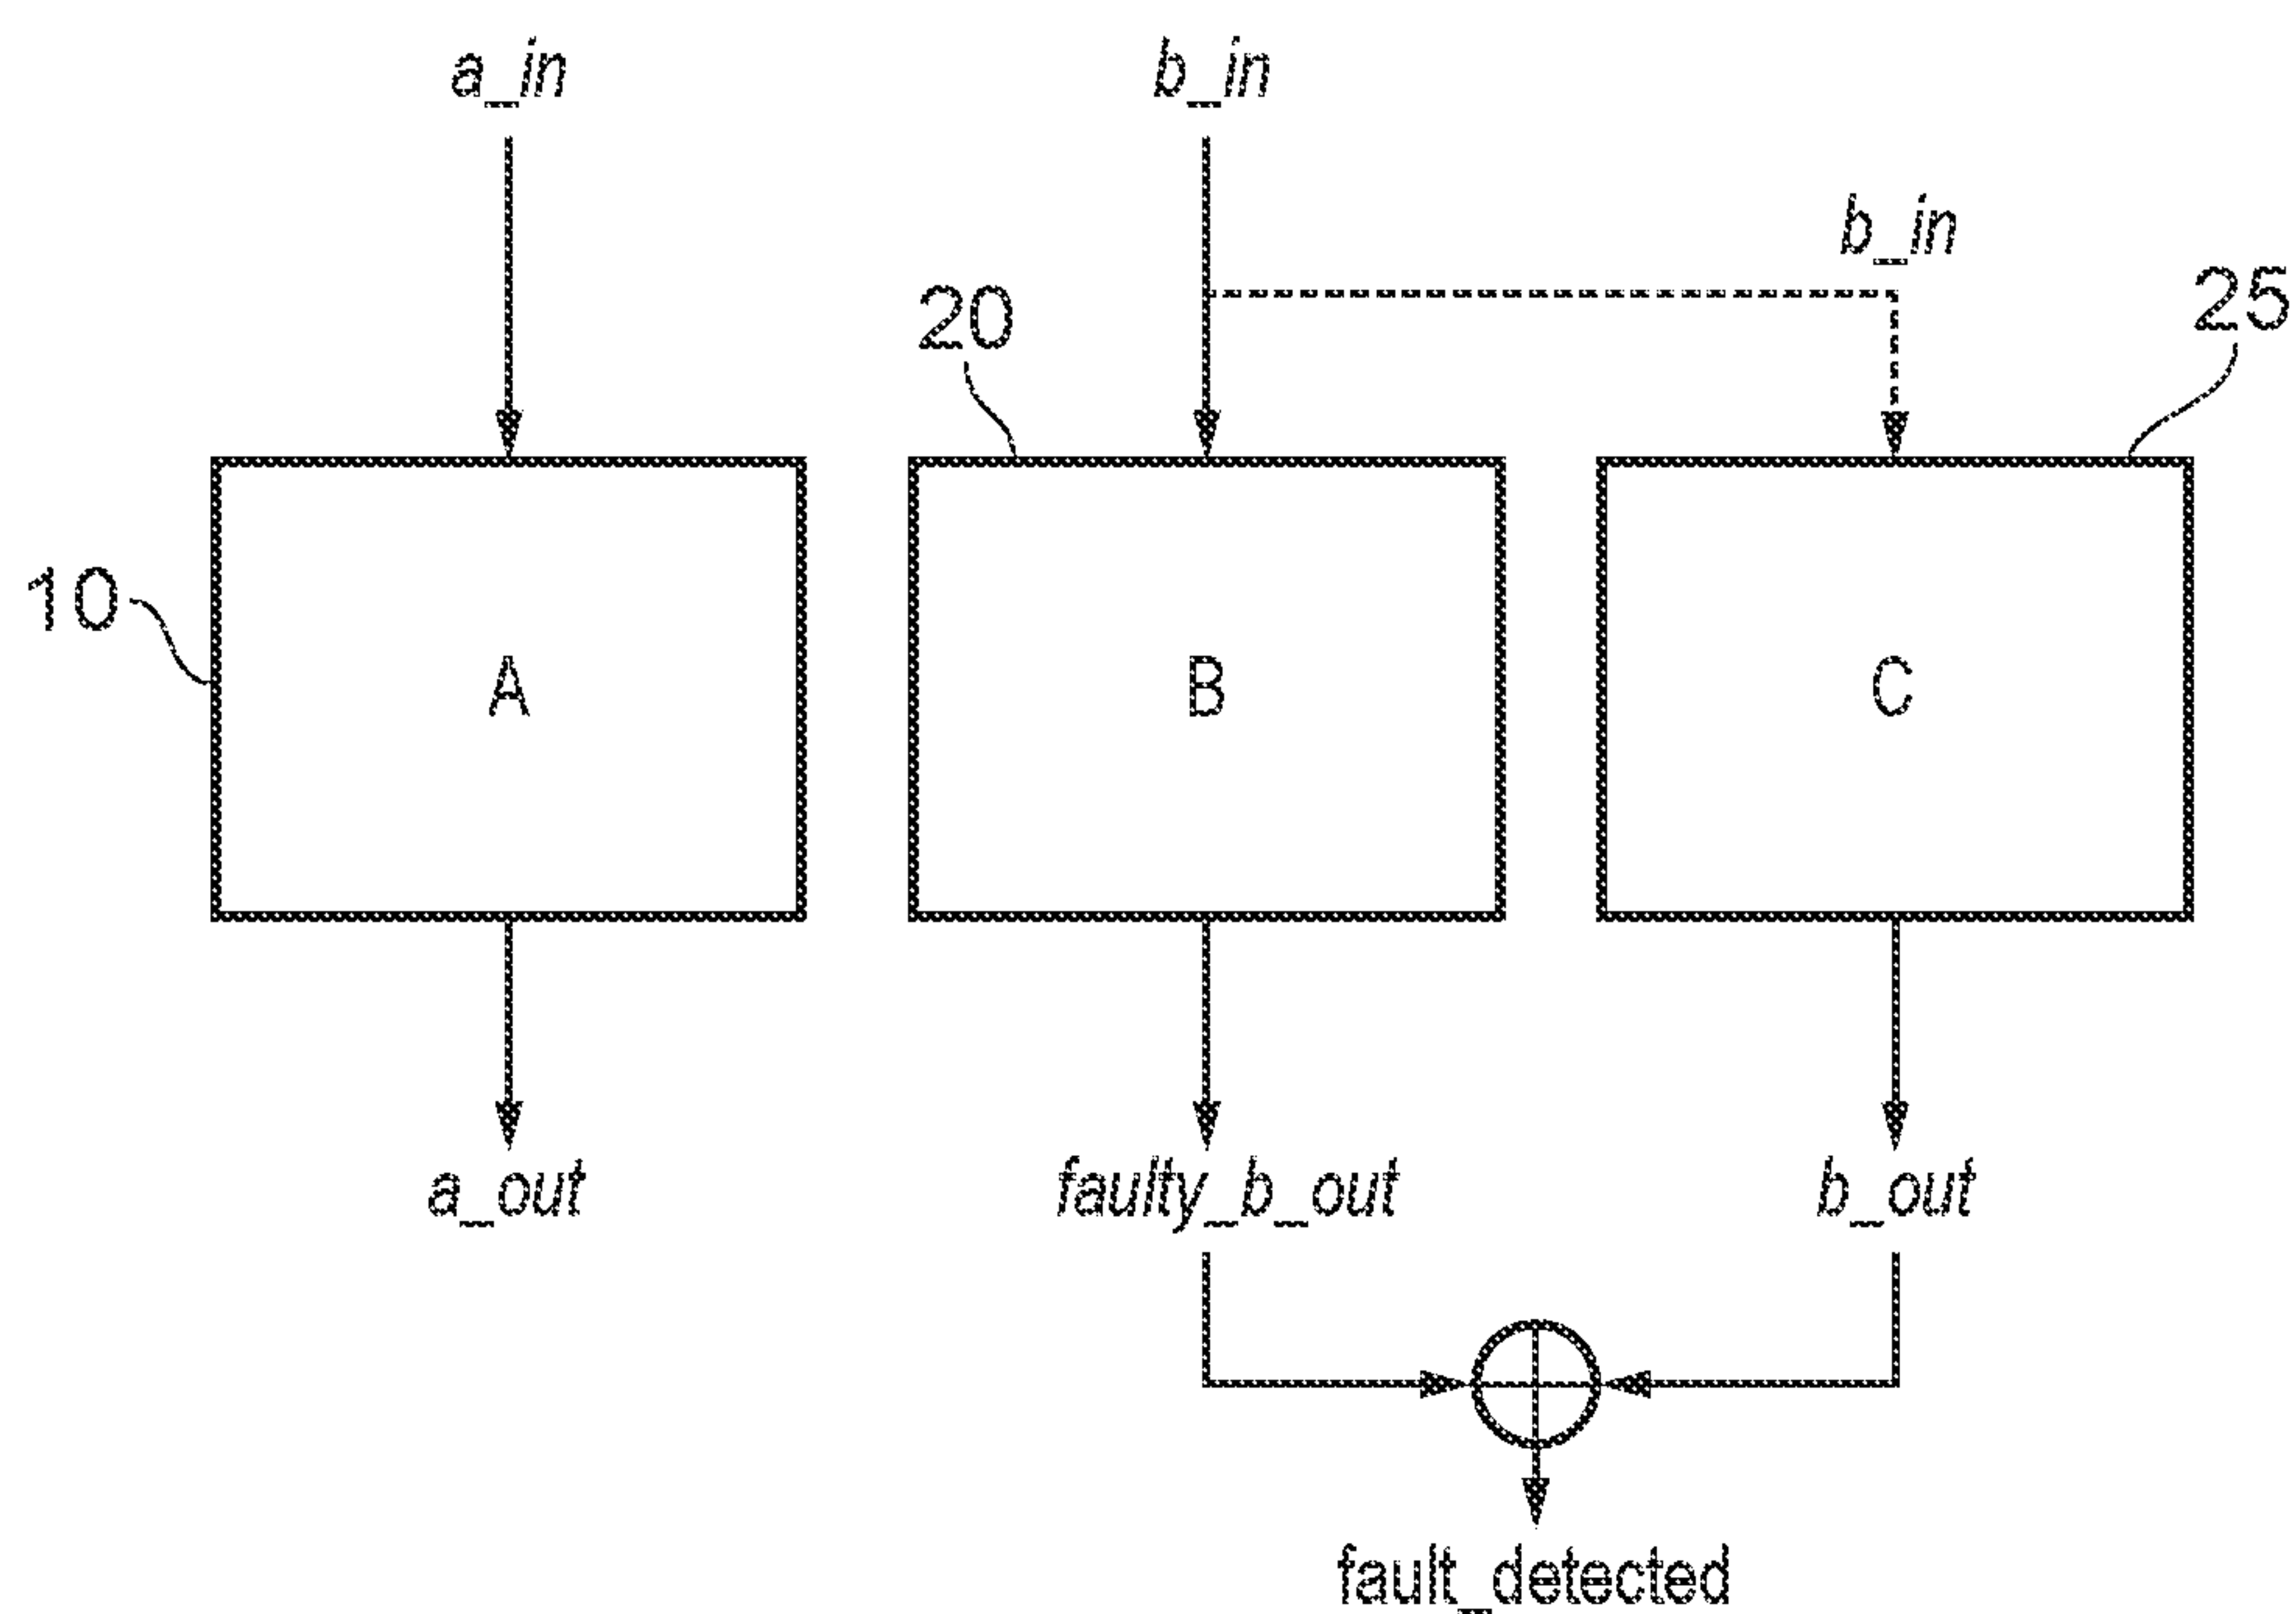 a_in
b_in
b_in
20
25
10
A
B
C
a_out
faulty_b_out
b_out
fault_detected